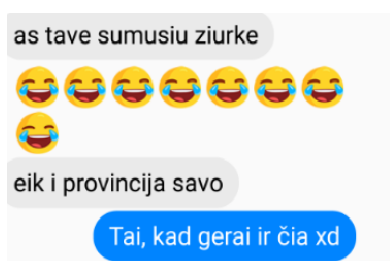 as tave sumusiu ziurke
😂😂😂😂😂😂😂
😂
eik i provincija savo
Tai, kad gerai ir čia xd